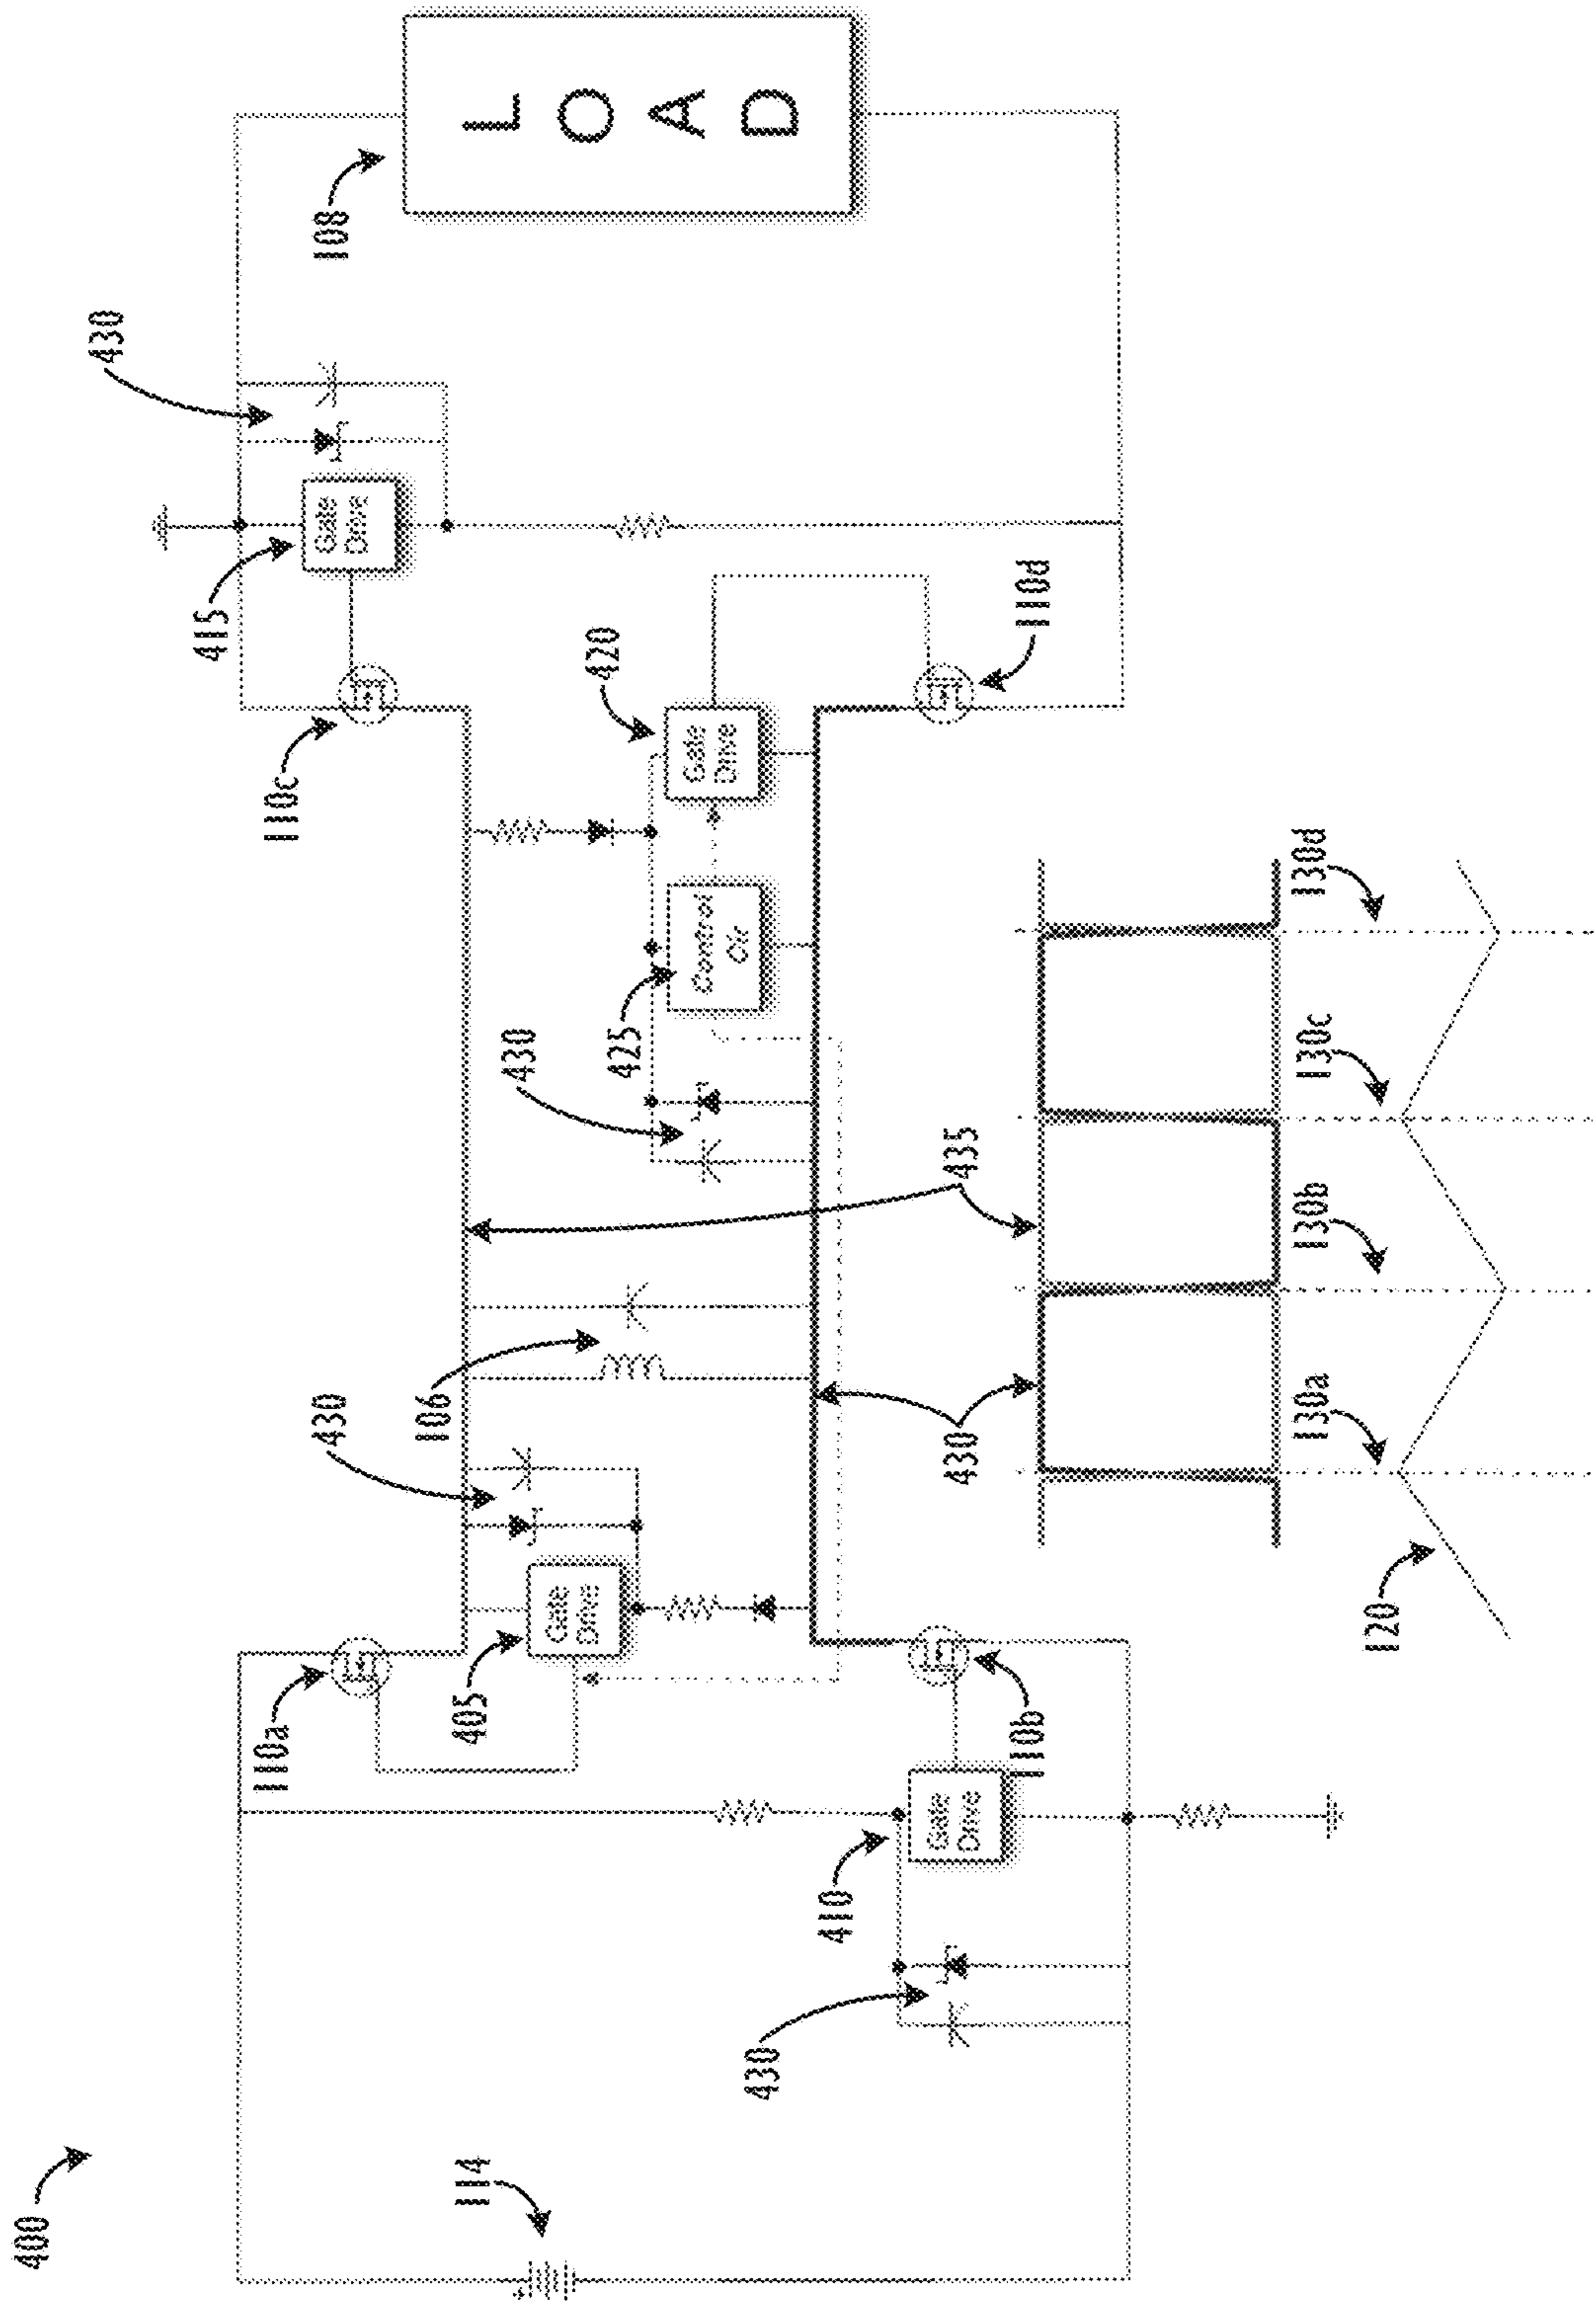 400
114
430
410
Gate
Drive
110b
110a
405
Gate
Drive
430
106
430
425
Control
Cir
420
Gate
Drive
110c
110d
415
Gate
Drive
430
108
LOAD
430
435
120
130a
130b
130c
130d